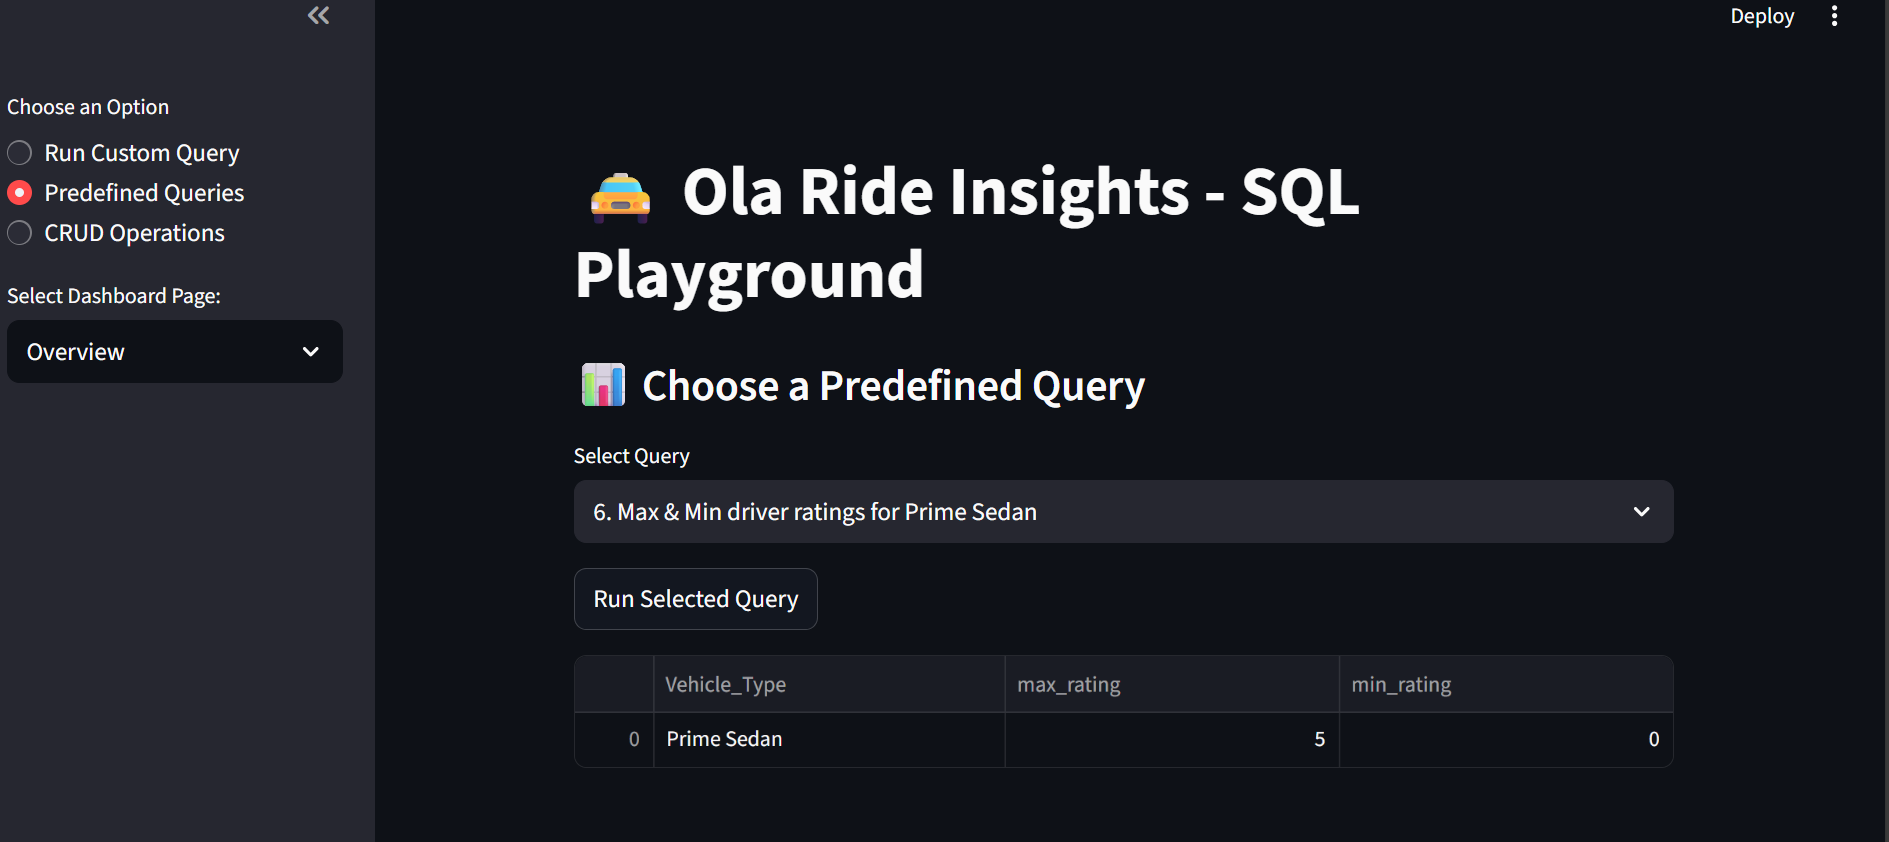 Deploy
Choose an Option
Run Custom Query
Predefined Queries
CRUD Operations
Select Dashboard Page:
Overview
Ola Ride Insights - SQL
Playground
Choose a Predefined Query
Select Query
6. Max & Min driver ratings for Prime Sedan
Run Selected Query
Vehicle_Type max_rating min_rating
0 Prime Sedan 5 0